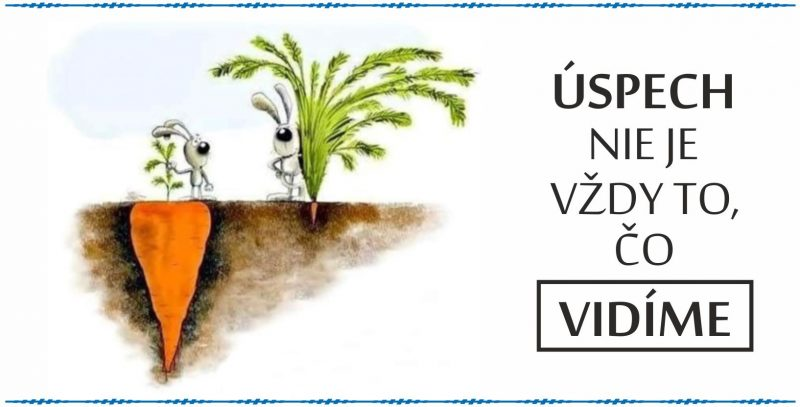 ÚSPECH
NIE JE
VŽDY TO,
ČO
VIDÍME